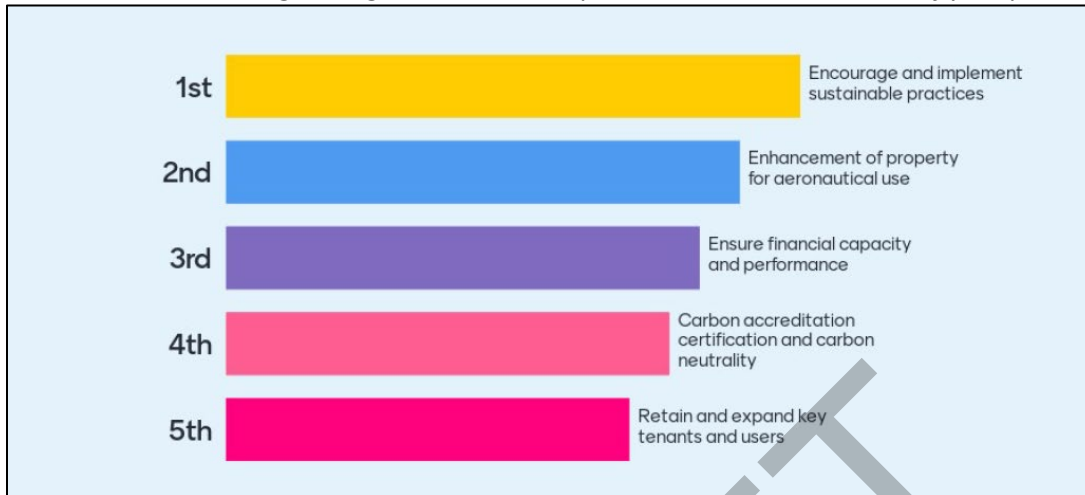 1st
Encourage and implement
sustainable practices
2nd
Enhancement of property
for aeronautical use
3rd
Ensure financial capacity
and performance
4th
Carbon accreditation
certification and carbon
neutrality
5th
Retain and expand key
tenants and users